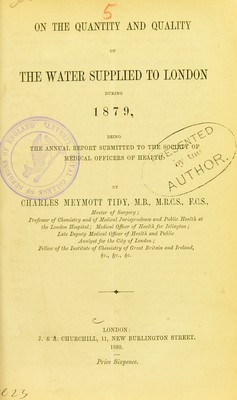 5
ON THE QUANTITY AND QUALITY
OF
THE WATER SUPPLIED TO LONDON
DURING
1879,
BEING
THE ANNUAL REPORT SUBMITTED TO THE SOCIETY OF
MEDICAL OFFICERS OF HEALTH.
PRESENTED
by the
AUTHOR.
BY
CHARLES MEYMOTT TIDY, M.B., M.R.C.S., F.C.S.,
Master of Surgery;
Professor of Chemistry and of Medical Jurisprudence and Public Health at
the London Hospital; Medical Officer of Health for Islington;
Late Deputy Medical Officer of Health and Public
Analyst for the City of London;
Fellow of the Institute of Chemistry of Great Britain and Ireland,
&c., &c., &c.
LONDON:
J. & A. CHURCHILL, 11, NEW BURLINGTON STREET,
1880.
Price Sixpence.